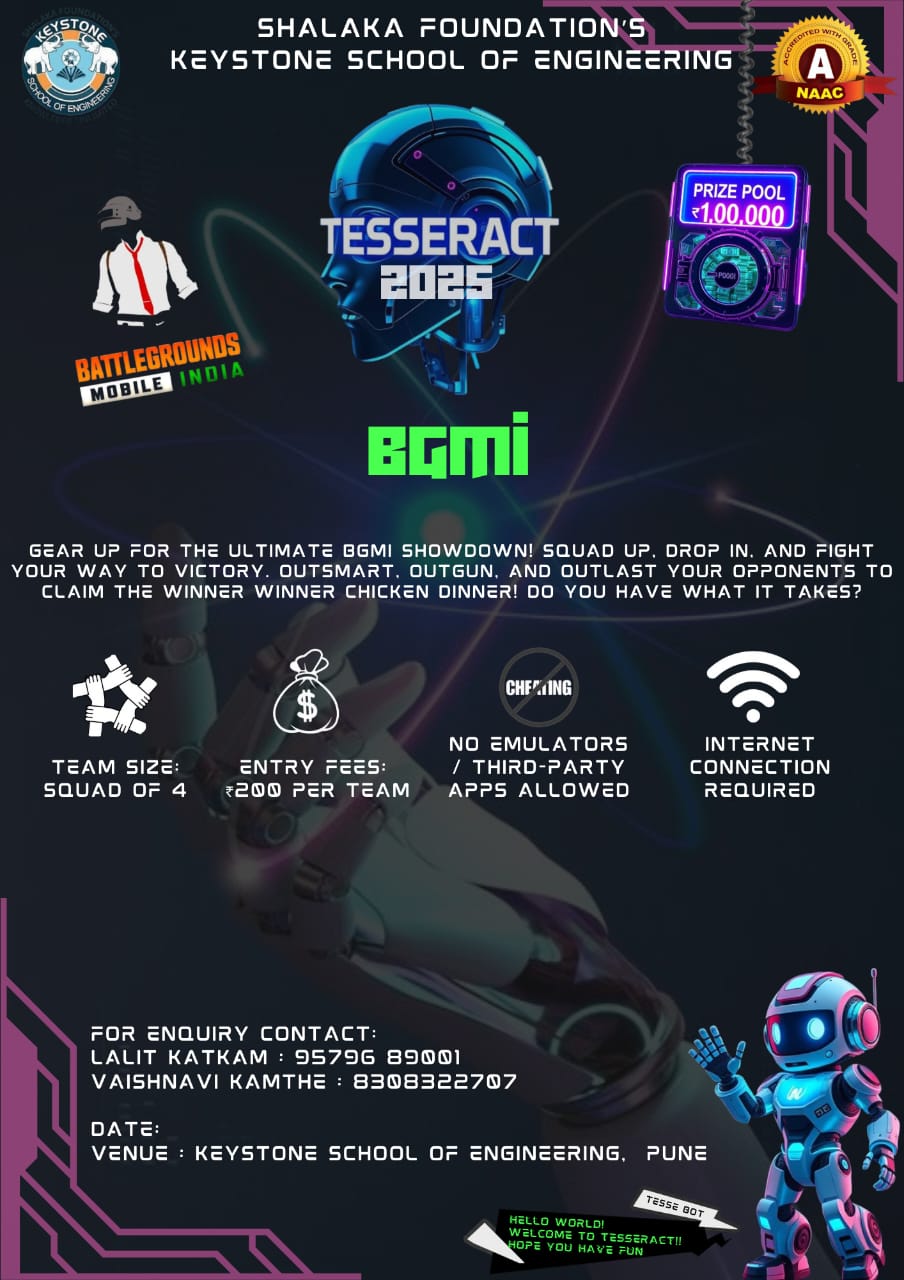 SHALAKA FOUNDATION'S
KEYSTONE SCHOOL OF ENGINEERING
KEYSTONE
SCHOOL OF ENGINEERING
ACCREDITED WITH GRADE
A
NAAC
PRIZE POOL
₹1,00,000
TESSERACT
2025
BATTLEGROUNDS
MOBILE INDIA
BGMI
GEAR UP FOR THE ULTIMATE BGMI SHOWDOWN! SQUAD UP, DROP IN, AND FIGHT
YOUR WAY TO VICTORY. OUTSMART, OUTGUN, AND OUTLAST YOUR OPPONENTS TO
CLAIM THE WINNER WINNER CHICKEN DINNER! DO YOU HAVE WHAT IT TAKES?
$
TEAM SIZE:
SQUAD OF 4
ENTRY FEES:
₹200 PER TEAM
CHEATING
NO EMULATORS
/ THIRD-PARTY
APPS ALLOWED
INTERNET
CONNECTION
REQUIRED
FOR ENQUIRY CONTACT:
LALIT KATKAM : 95796 89001
VAISHNAVI KAMTHE : 8308322707
DATE:
VENUE : KEYSTONE SCHOOL OF ENGINEERING, PUNE
TESSE BOT
HELLO WORLD!
WELCOME TO TESSERACT!!
HOPE YOU HAVE FUN